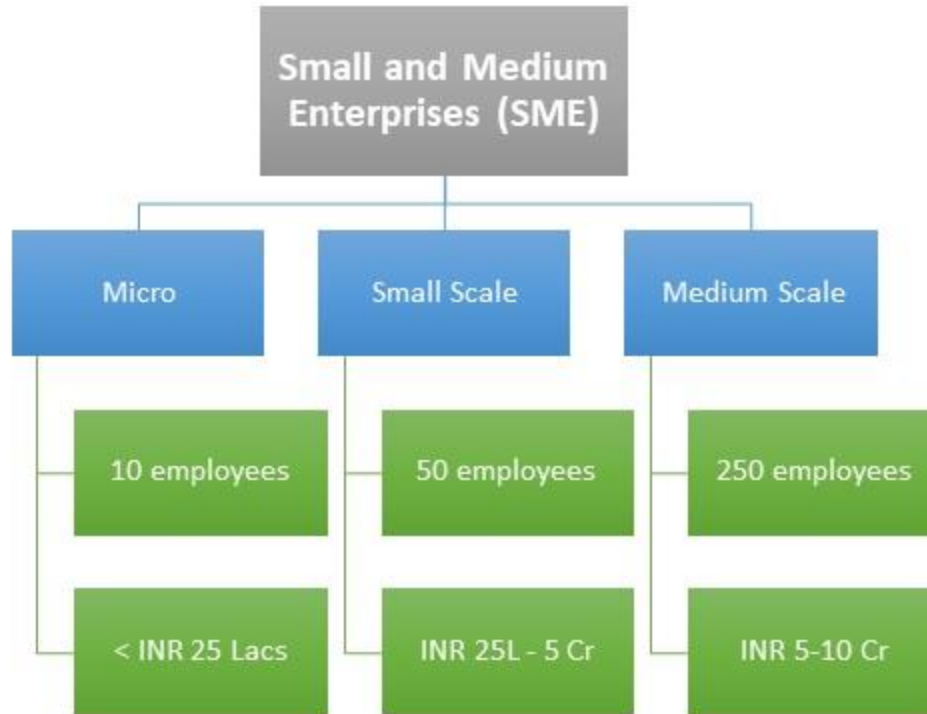 Small and Medium
Enterprises (SME)
Micro
Small Scale
Medium Scale
10 employees
50 employees
250 employees
< INR 25 Lacs
INR 25L - 5 Cr
INR 5-10 Cr